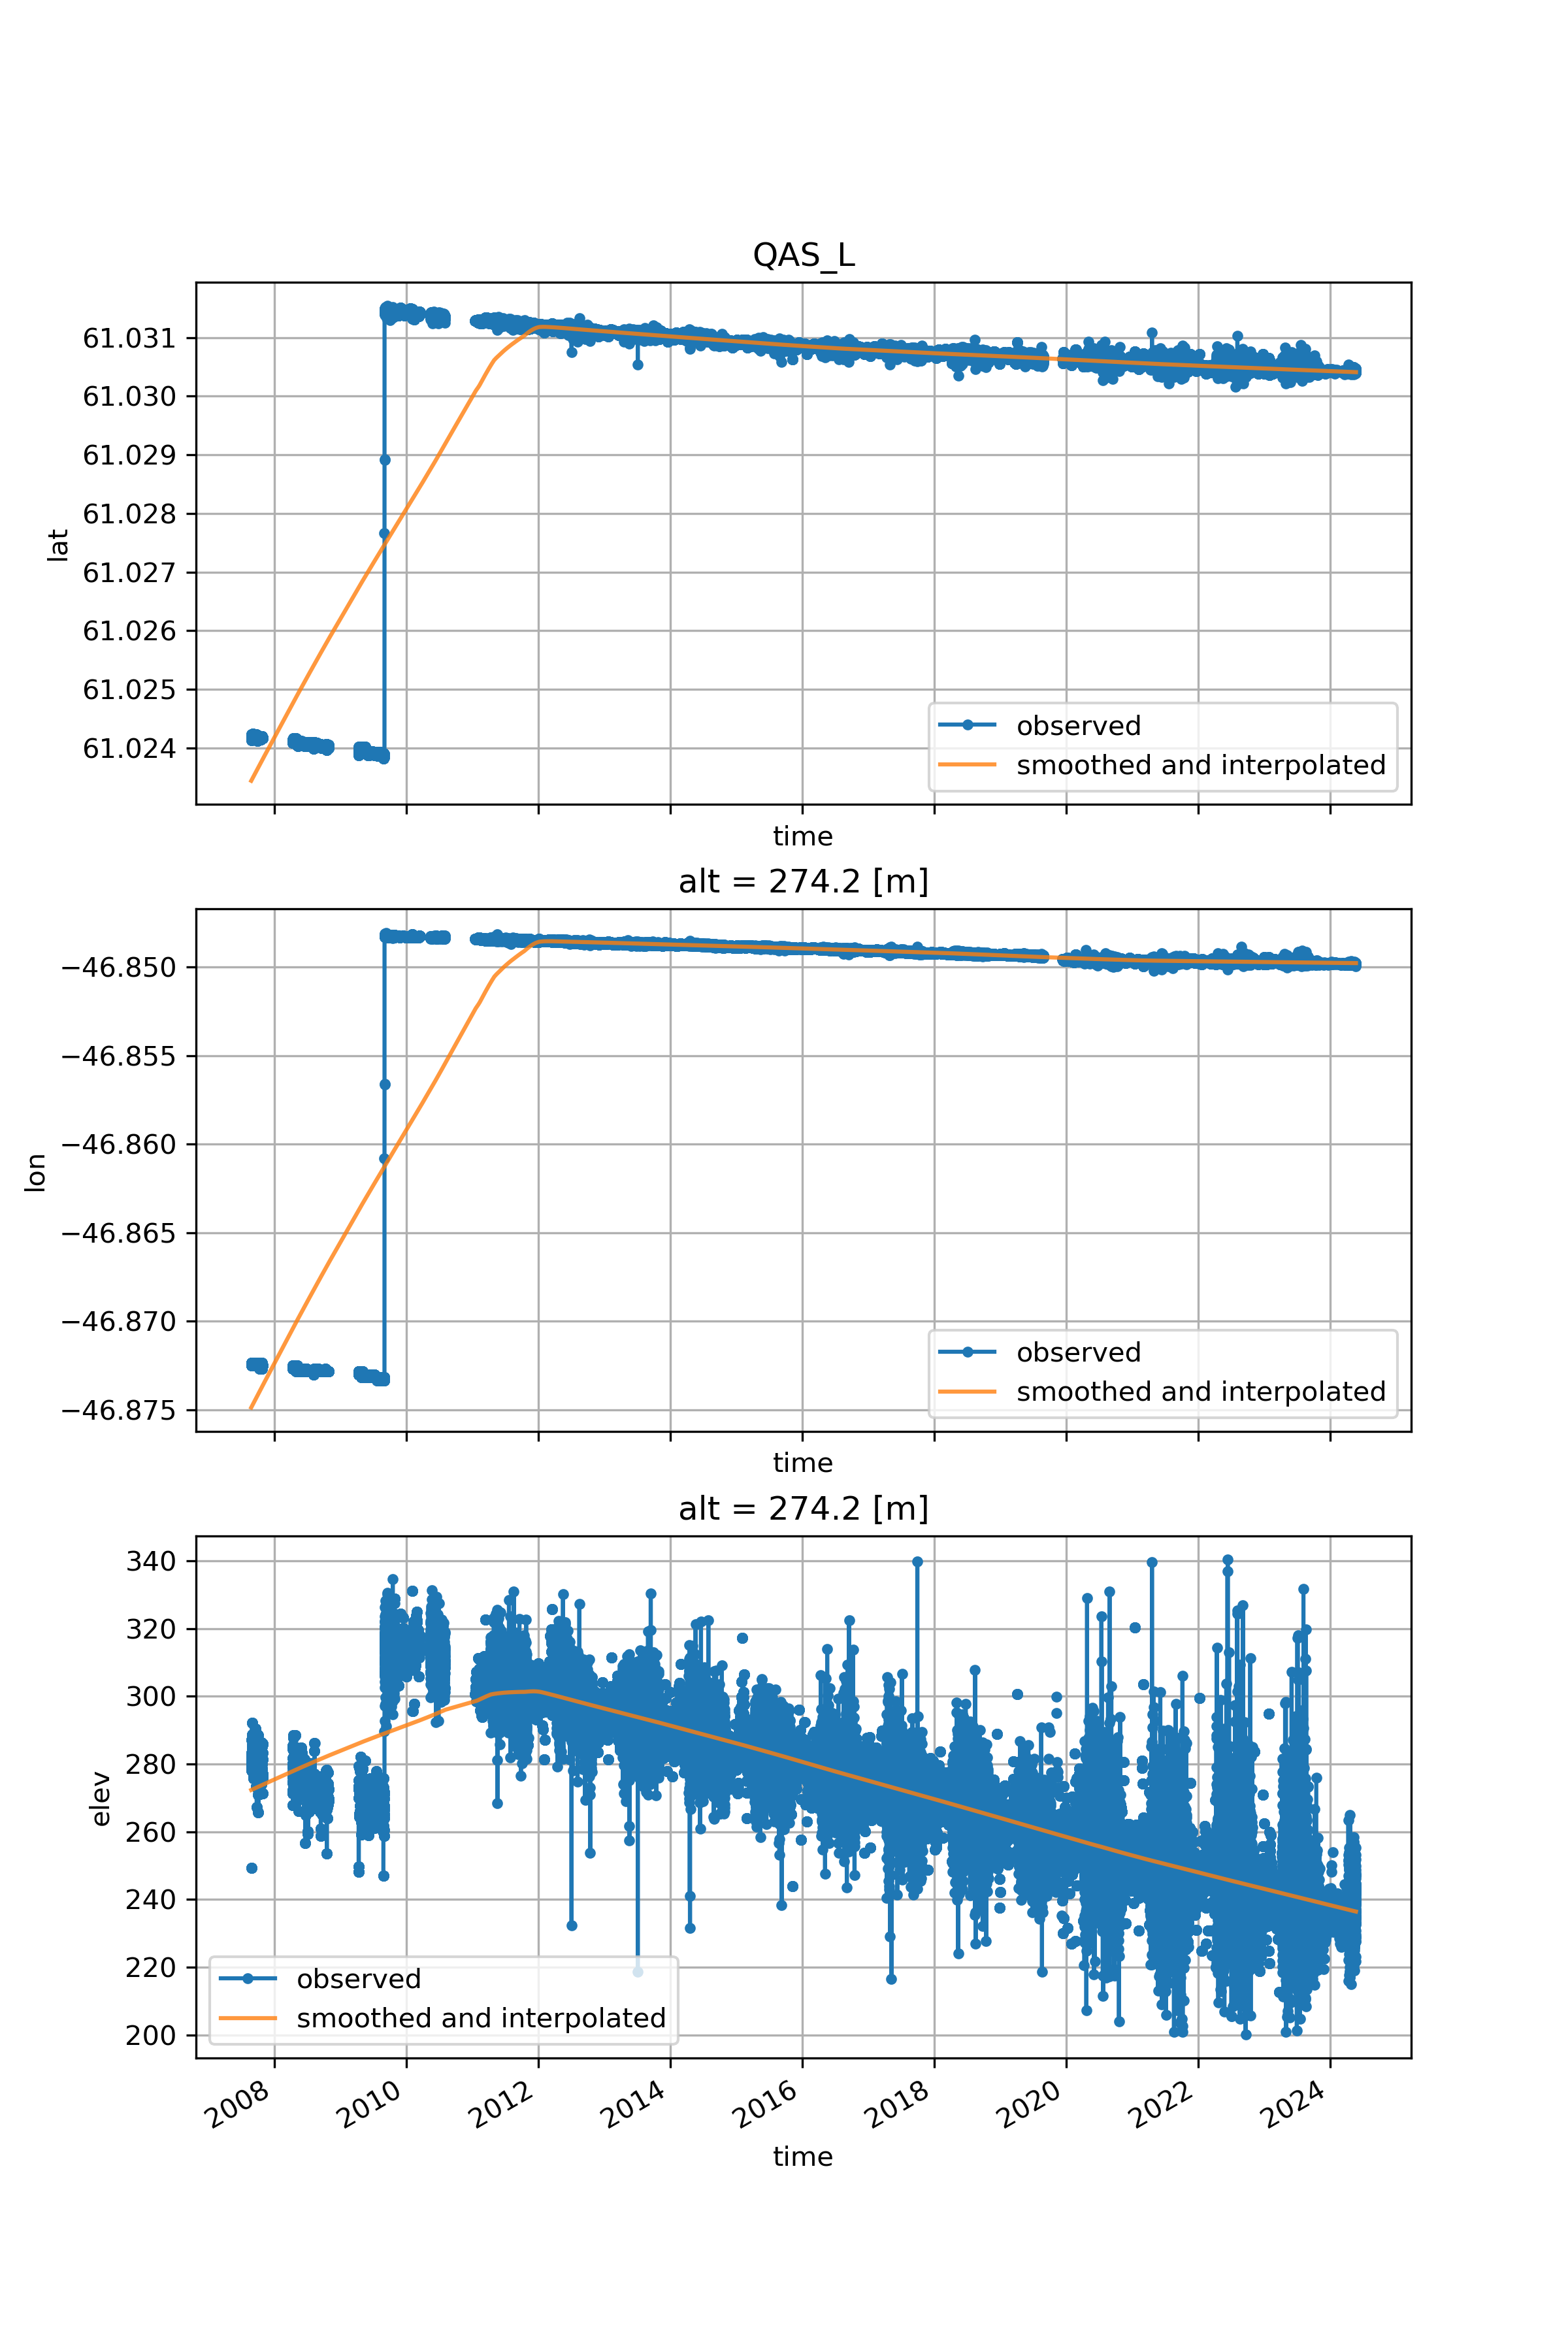 QAS_L
61.031
61.030
61.029
61.028
61.027
61.026
61.025
61.024
lat
observed
smoothed and interpolated
time
alt = 274.2 [m]
−46.850
−46.855
−46.860
−46.865
−46.870
−46.875
lon
observed
smoothed and interpolated
time
alt = 274.2 [m]
340
320
300
280
260
240
220
200
elev
observed
smoothed and interpolated
2008 2010 2012 2014 2016 2018 2020 2022 2024
time